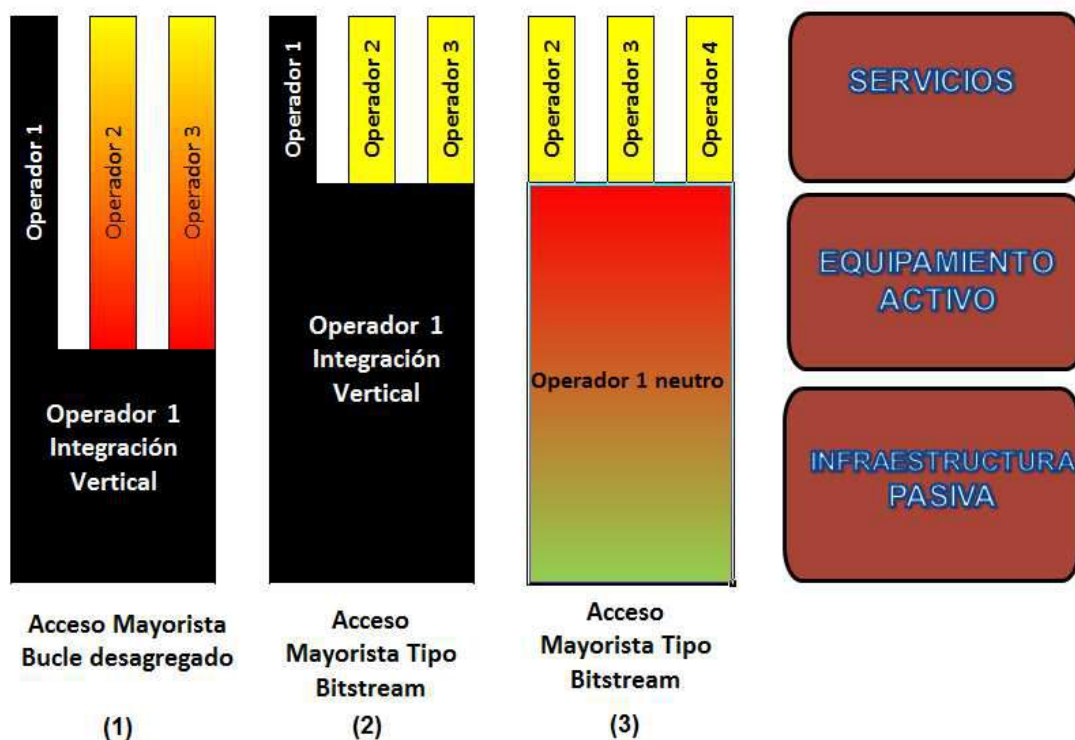 Operador 1
Operador 2
Operador 3
Operador 1
Integración
Vertical
Acceso Mayorista
Bucle desagregado
(1)
Operador 1
Operador 2
Operador 3
Operador 1
Integración
Vertical
Acceso
Mayorista Tipo
Bitstream
(2)
Operador 2
Operador 3
Operador 4
Operador 1 neutro
Acceso
Mayorista Tipo
Bitstream
(3)
SERVICIOS
EQUIPAMIENTO
ACTIVO
INFRAESTRUCTURA
PASIVA